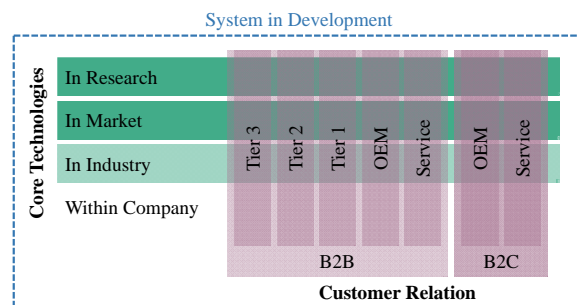 System in Development
Core Technologies
In Research
In Market
In Industry
Within Company
Tier 3
Tier 2
Tier 1
OEM
Service
OEM
Service
B2B
B2C
Customer Relation